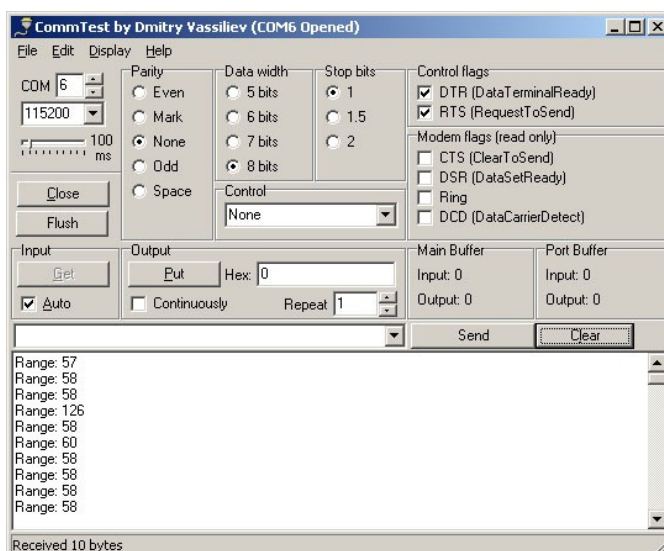 CommTest by Dmitry Vassiliev (COM6 Opened)
File Edit Display Help
COM 6
115200
100
ms
Close
Flush
Parity
Even
Mark
None
Odd
Space
Data width
5 bits
6 bits
7 bits
8 bits
Stop bits
1
1.5
2
Control
None
Control flags
DTR (DataTerminalReady)
RTS (RequestToSend)
Modem flags (read only)
CTS (ClearToSend)
DSR (DataSetReady)
Ring
DCD (DataCarrierDetect)
Input
Get
Auto
Output
Put Hex: 0
Continuously Repeat 1
Main Buffer
Input: 0
Output: 0
Port Buffer
Input: 0
Output: 0
Send Clear
Range: 57
Range: 58
Range: 58
Range: 126
Range: 58
Range: 60
Range: 58
Range: 58
Range: 58
Range: 58
Received 10 bytes